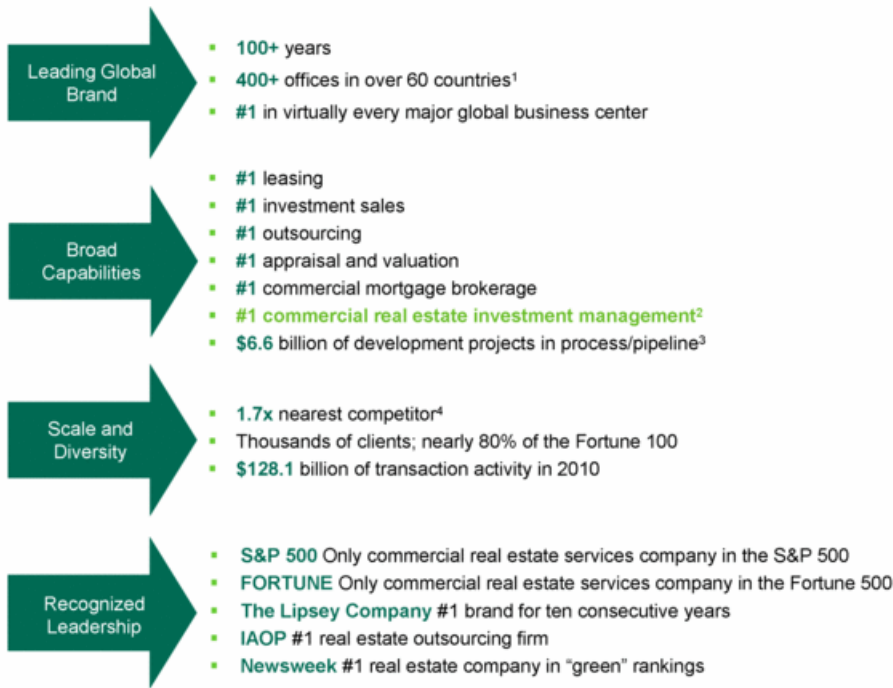 Leading Global
Brand
100+ years
400+ offices in over 60 countries¹
#1 in virtually every major global business center
Broad
Capabilities
#1 leasing
#1 investment sales
#1 outsourcing
#1 appraisal and valuation
#1 commercial mortgage brokerage
#1 commercial real estate investment management²
$6.6 billion of development projects in process/pipeline³
Scale and
Diversity
1.7x nearest competitor⁴
Thousands of clients; nearly 80% of the Fortune 100
$128.1 billion of transaction activity in 2010
Recognized
Leadership
S&P 500 Only commercial real estate services company in the S&P 500
FORTUNE Only commercial real estate services company in the Fortune 500
The Lipsey Company #1 brand for ten consecutive years
IAOP #1 real estate outsourcing firm
Newsweek #1 real estate company in “green” rankings